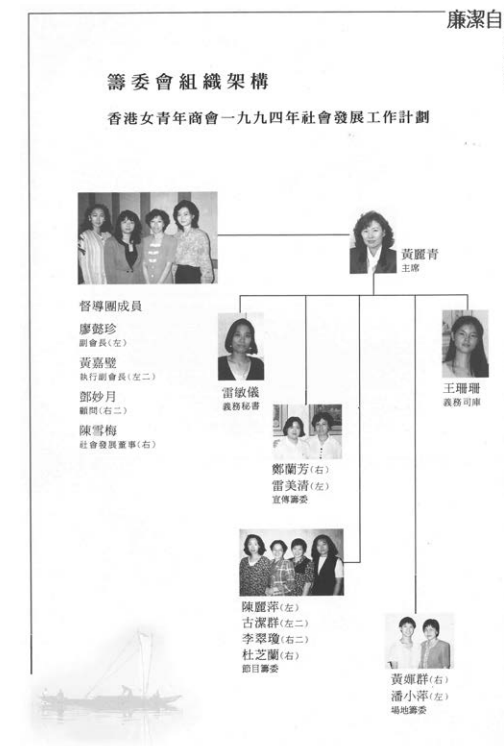 廉潔自
籌委會組織架構
香港女青年商會一九九四年社會發展工作計劃
黃麗青
主席
督導團成員
廖懿珍
副會長(左)
黃嘉璧
執行副會長(左二)
鄧妙月
顧問(右二)
陳雪梅
社會發展董事(右)
雷敏儀
義務秘書
王珊珊
義務司庫
鄭蘭芳(右)
雷美清(左)
宣傳籌委
陳麗萍(左)
古潔群(左二)
李翠瓊(右二)
杜芝蘭(右)
節目籌委
黃姬群(右)
潘小萍(左)
場地籌委